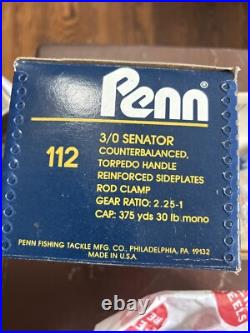 Penn®
112
3/0 SENATOR
COUNTERBALANCED,
TORPEDO HANDLE
REINFORCED SIDEPLATES
ROD CLAMP
GEAR RATIO: 2.25-1
CAP: 375 yds 30 lb. mono
PENN FISHING TACKLE MFG. CO., PHILADELPHIA, PA. 19132
MADE IN U.S.A.